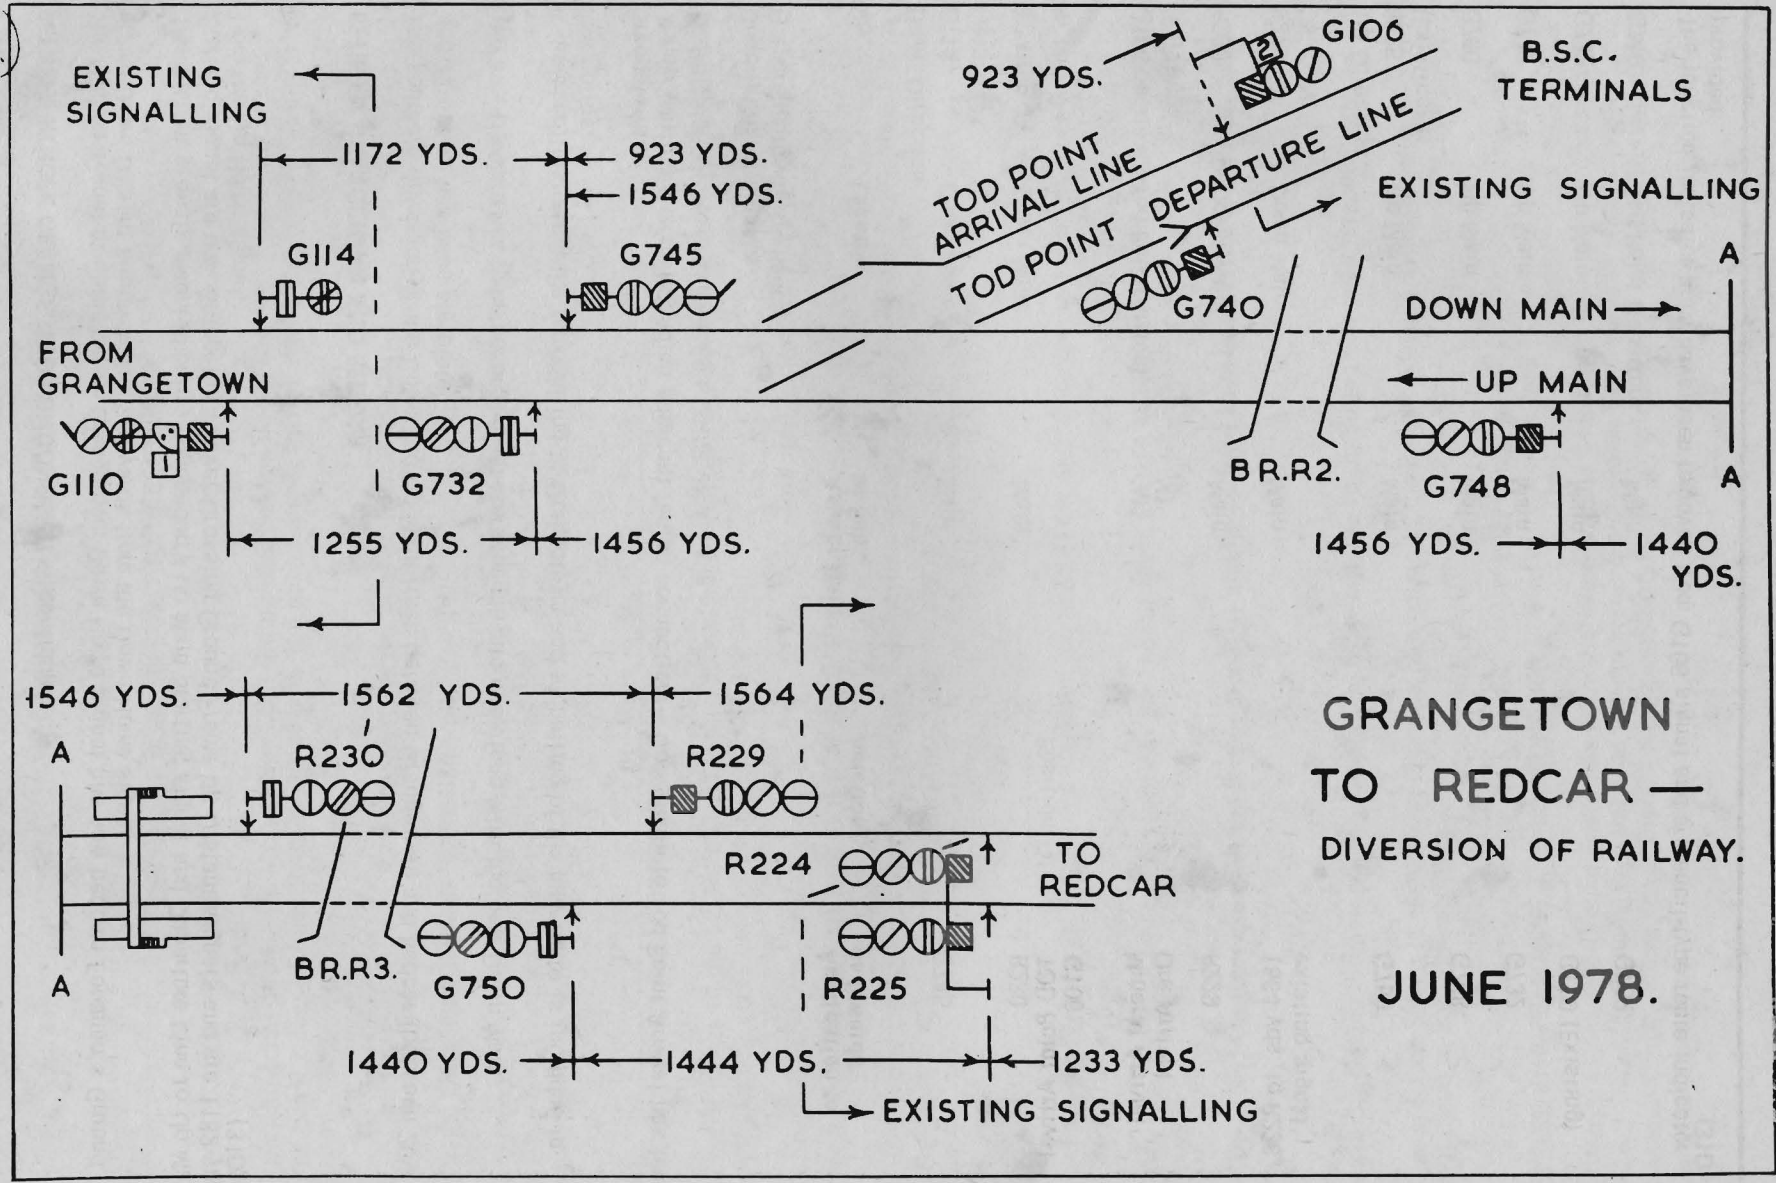 EXISTING
SIGNALLING
1172 YDS.
923 YDS.
1546 YDS.
923 YDS.
G106
2
B.S.C.
TERMINALS
TOD POINT
ARRIVAL LINE
TOD POINT DEPARTURE LINE
EXISTING SIGNALLING
G114
G745
G740
A
DOWN MAIN
FROM
GRANGETOWN
UP MAIN
G110
1
G732
BR.R2.
G748
A
1255 YDS.
1456 YDS.
1456 YDS.
1440
YDS.
1546 YDS.
1562 YDS.
1564 YDS.
A
R230
R229
R224
TO
REDCAR
BR.R3.
G750
R225
A
1440 YDS.
1444 YDS.
1233 YDS.
EXISTING SIGNALLING
GRANGETOWN
TO REDCAR —
DIVERSION OF RAILWAY.
JUNE 1978.